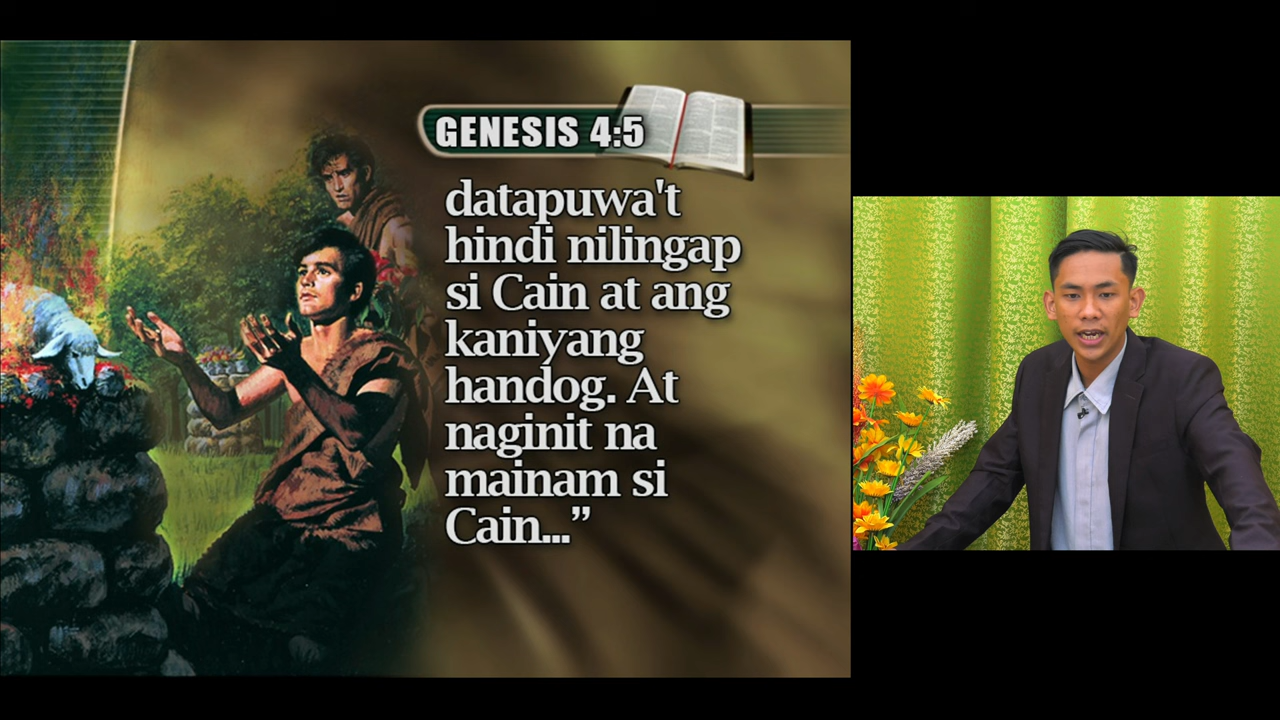 GENESIS 4:5
datapuwa't
hindi nilingap
si Cain at ang
kaniyang
handog. At
naginit na
mainam si
Cain...”